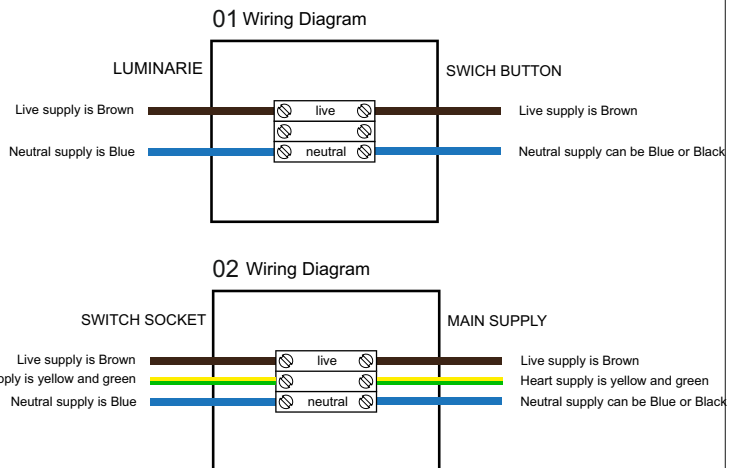 01 Wiring Diagram
LUMINARIE
SWICH BUTTON
Live supply is Brown
live
Live supply is Brown
Neutral supply is Blue
neutral
Neutral supply can be Blue or Black
02 Wiring Diagram
SWITCH SOCKET
MAIN SUPPLY
Live supply is Brown
live
Live supply is Brown
is yellow and green
Heart supply is yellow and green
Neutral supply is Blue
neutral
Neutral supply can be Blue or Black